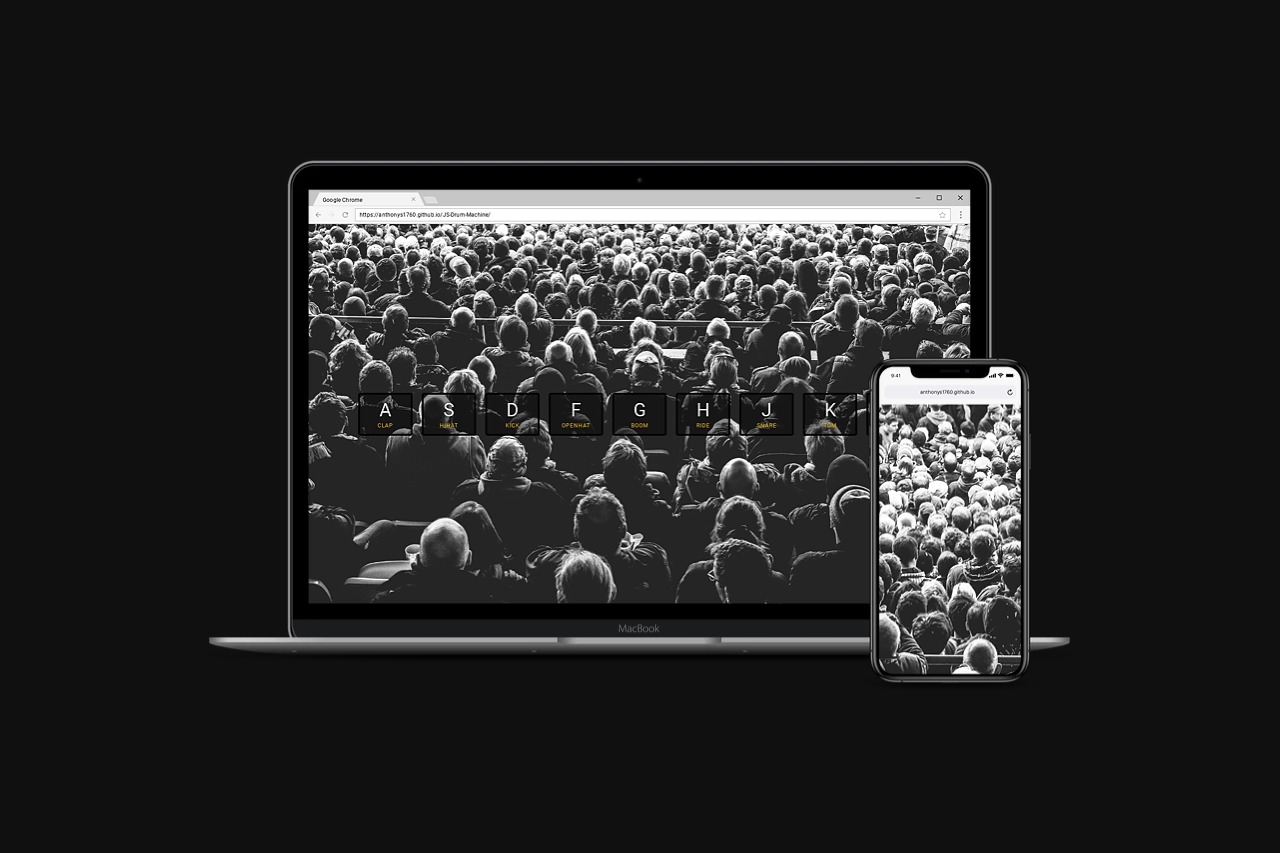 Google Chrome
https://anthonys1760.github.io/JS-Drum-Machine/
A S D F G H J K
CLAP HIHAT KICK OPENHAT BOOM RIDE SNARE TOM
MacBook
9:41
anthonys1760.github.io